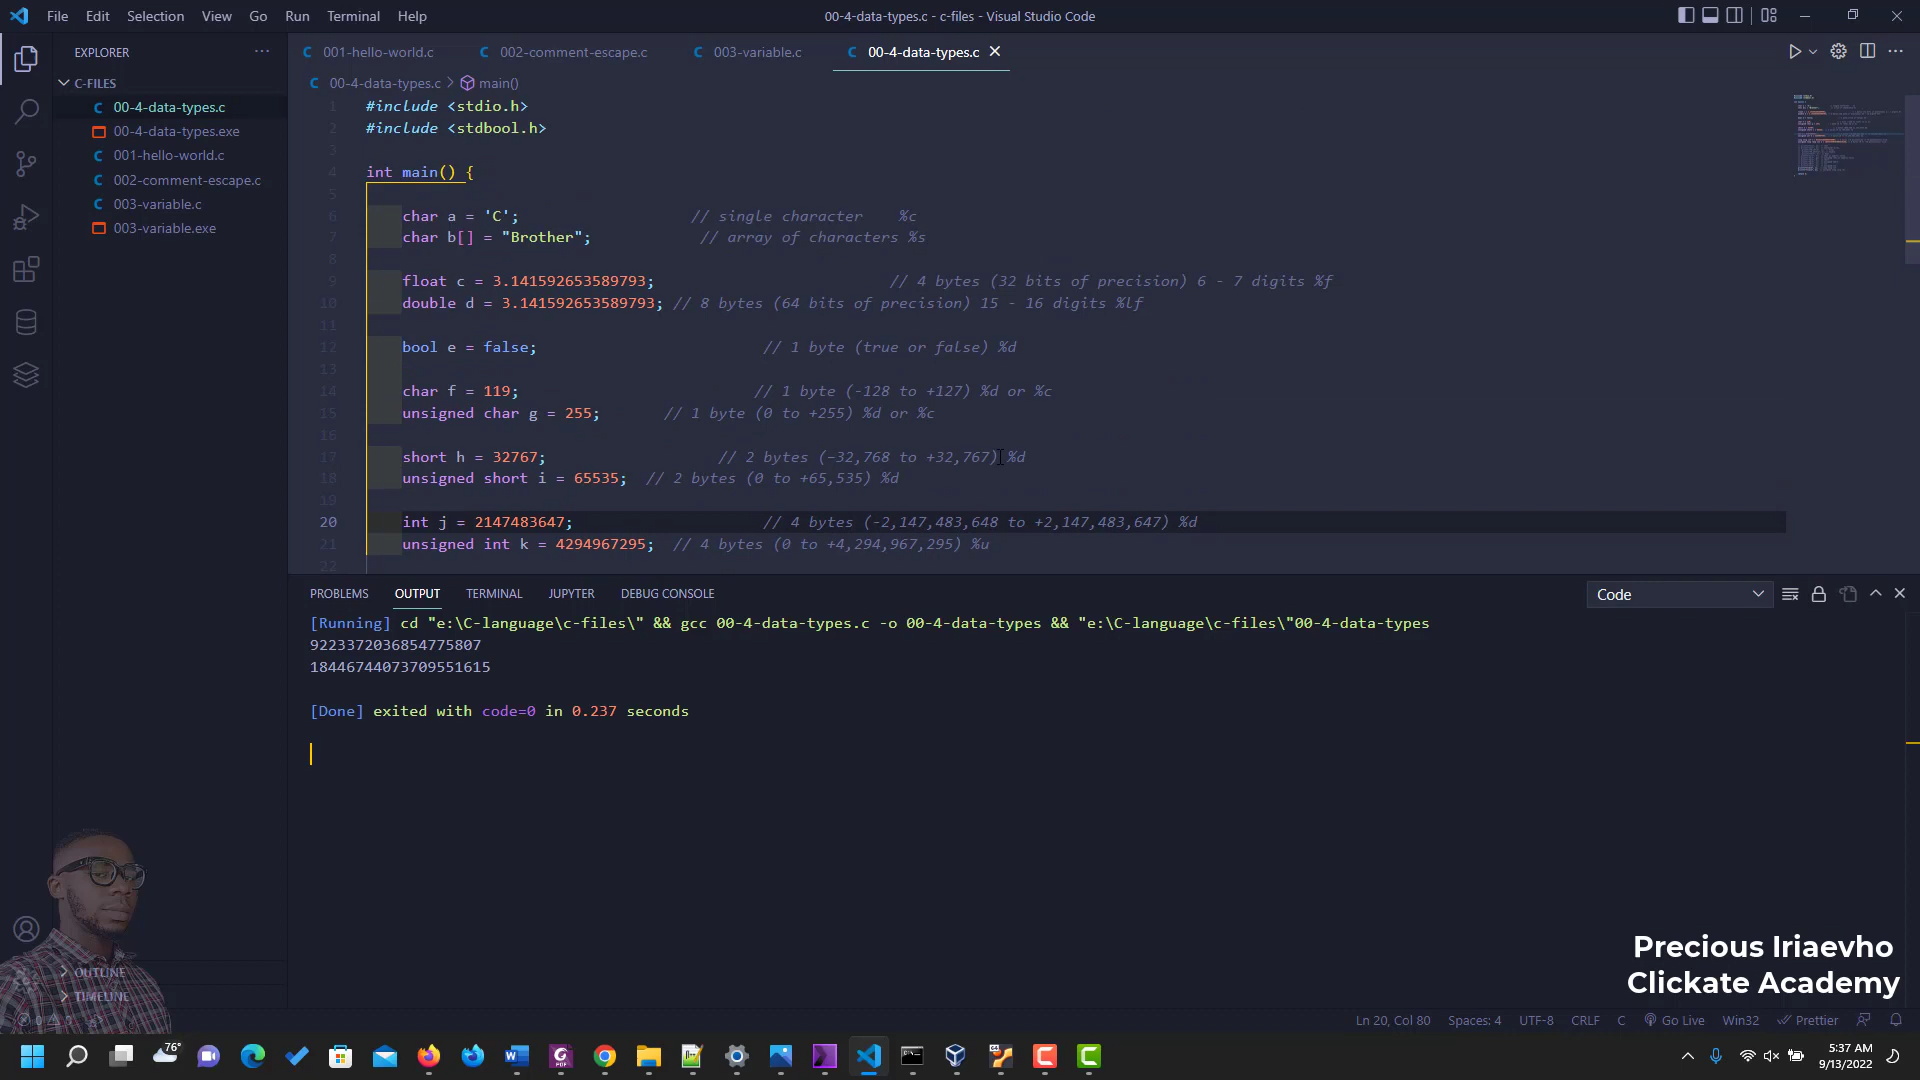 File Edit Selection View Go Run Terminal Help
00-4-data-types.c - c-files - Visual Studio Code
EXPLORER
C-FILES
00-4-data-types.c
00-4-data-types.exe
001-hello-world.c
002-comment-escape.c
003-variable.c
003-variable.exe
OUTLINE
TIMELINE
001-hello-world.c 002-comment-escape.c 003-variable.c 00-4-data-types.c
00-4-data-types.c > main()
1 #include <stdio.h>
2 #include <stdbool.h>
3
4 int main() {
5
6 char a = 'C'; // single character %c
7 char b[] = "Brother"; // array of characters %s
8
9 float c = 3.141592653589793; // 4 bytes (32 bits of precision) 6 - 7 digits %f
10 double d = 3.141592653589793; // 8 bytes (64 bits of precision) 15 - 16 digits %lf
11
12 bool e = false; // 1 byte (true or false) %d
13
14 char f = 119; // 1 byte (-128 to +127) %d or %c
15 unsigned char g = 255; // 1 byte (0 to +255) %d or %c
16
17 short h = 32767; // 2 bytes (−32,768 to +32,767) %d
18 unsigned short i = 65535; // 2 bytes (0 to +65,535) %d
19
20 int j = 2147483647; // 4 bytes (-2,147,483,648 to +2,147,483,647) %d
21 unsigned int k = 4294967295; // 4 bytes (0 to +4,294,967,295) %u
22
PROBLEMS OUTPUT TERMINAL JUPYTER DEBUG CONSOLE
Code
[Running] cd "e:\C-language\c-files\" && gcc 00-4-data-types.c -o 00-4-data-types && "e:\C-language\c-files\"00-4-data-types
9223372036854775807
18446744073709551615
[Done] exited with code=0 in 0.237 seconds
Precious Iriaevho
Clickate Academy
Ln 20, Col 80 Spaces: 4 UTF-8 CRLF C Go Live Win32 Prettier
76°
5:37 AM
9/13/2022